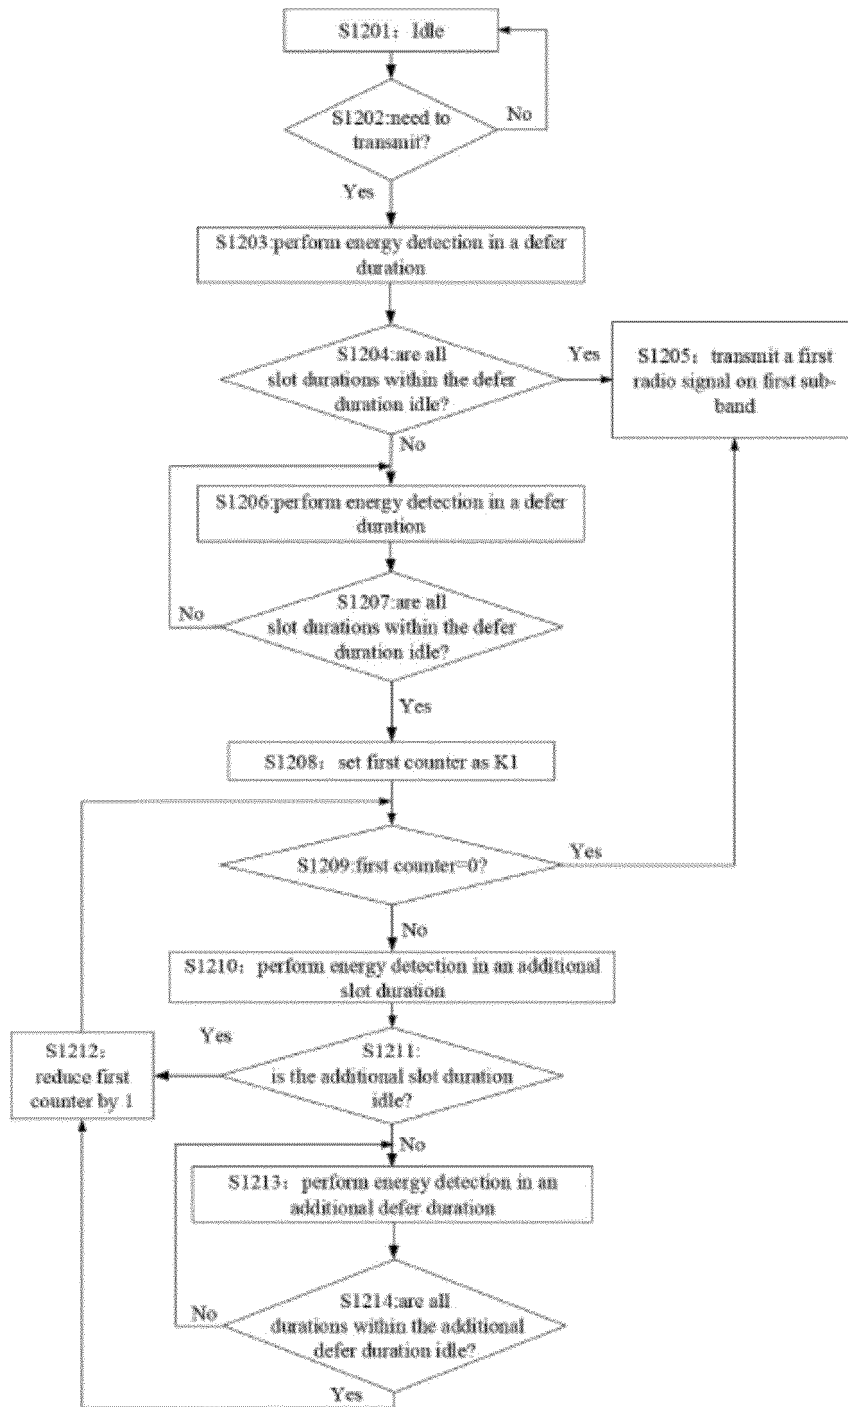 S1201: Idle
S1202:need to
transmit?
No
Yes
S1203:perform energy detection in a defer
duration
S1204:are all
slot durations within the defer
duration idle?
Yes
S1205: transmit a first
radio signal on first sub-
band
No
S1206:perform energy detection in a defer
duration
S1207:are all
slot durations within the defer
duration idle?
No
Yes
S1208: set first counter as K1
S1209:first counter=0?
Yes
No
S1210: perform energy detection in an additional
slot duration
S1211:
is the additional slot duration
idle?
Yes
S1212:
reduce first
counter by 1
No
S1213: perform energy detection in an
additional defer duration
S1214:are all
durations within the additional
defer duration idle?
No
Yes